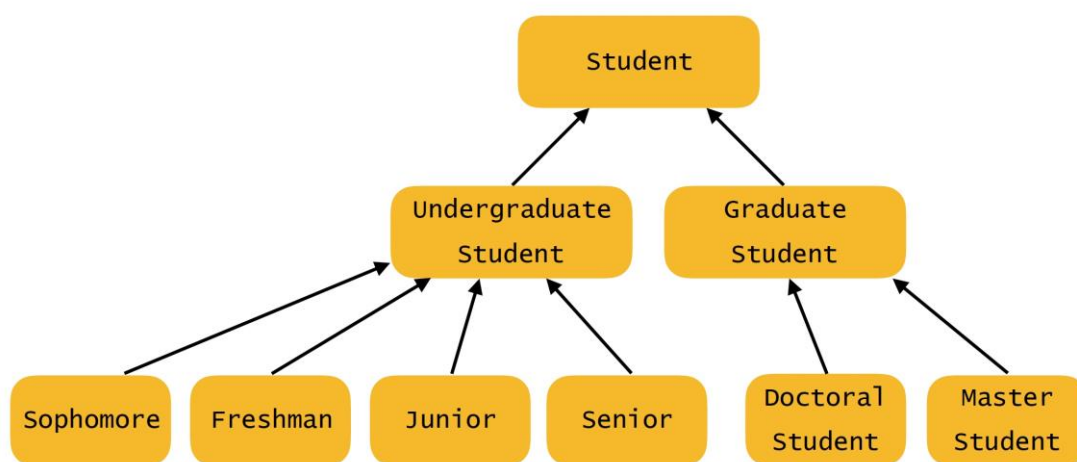 Student
Undergraduate
Student
Graduate
Student
Sophomore
Freshman
Junior
Senior
Doctoral
Student
Master
Student